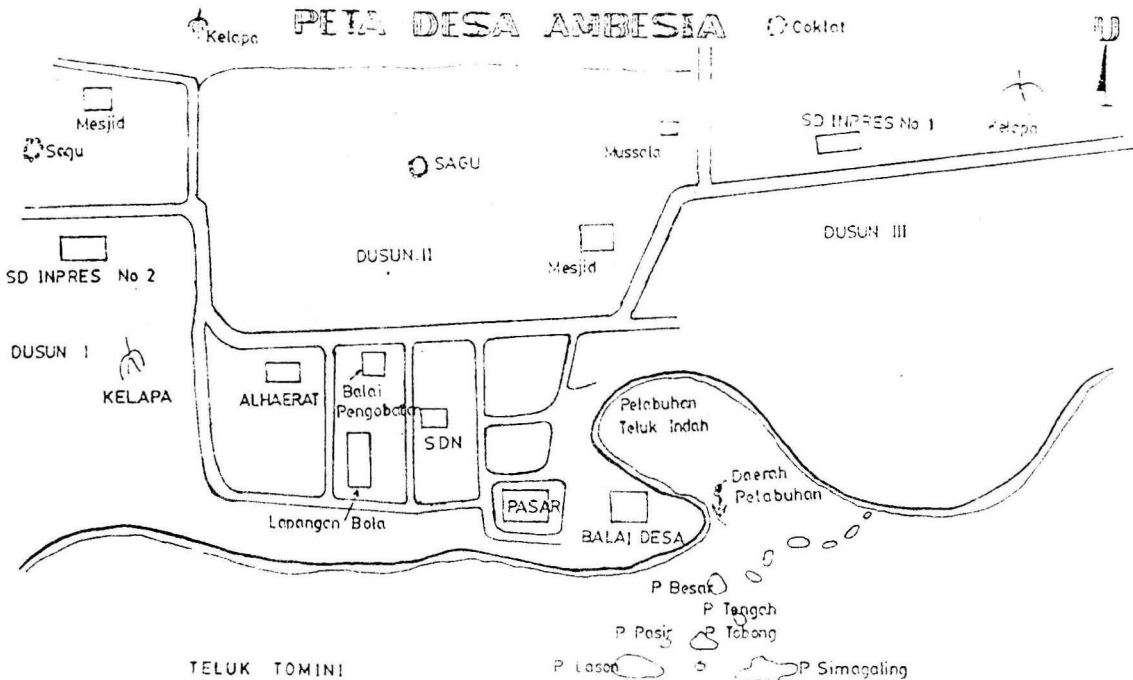 PETA DESA AMBESIA
Kelapa
Coklat
U
Mesjid
Sagu
SAGU
Mussola
SD INPRES No 1
Kelapa
SD INPRES No 2
DUSUN II
Mesjid
DUSUN III
DUSUN I
KELAPA
ALHAERAT
Balai
Pengobatan
SDN
Pelabuhan
Teluk Indah
Daerah
Pelabuhan
PASAR
Lapangan Bola
BALAI DESA
P Besar
P Tengah
P Pasir
P Tobong
P Lason
P Simagaling
TELUK TOMINI